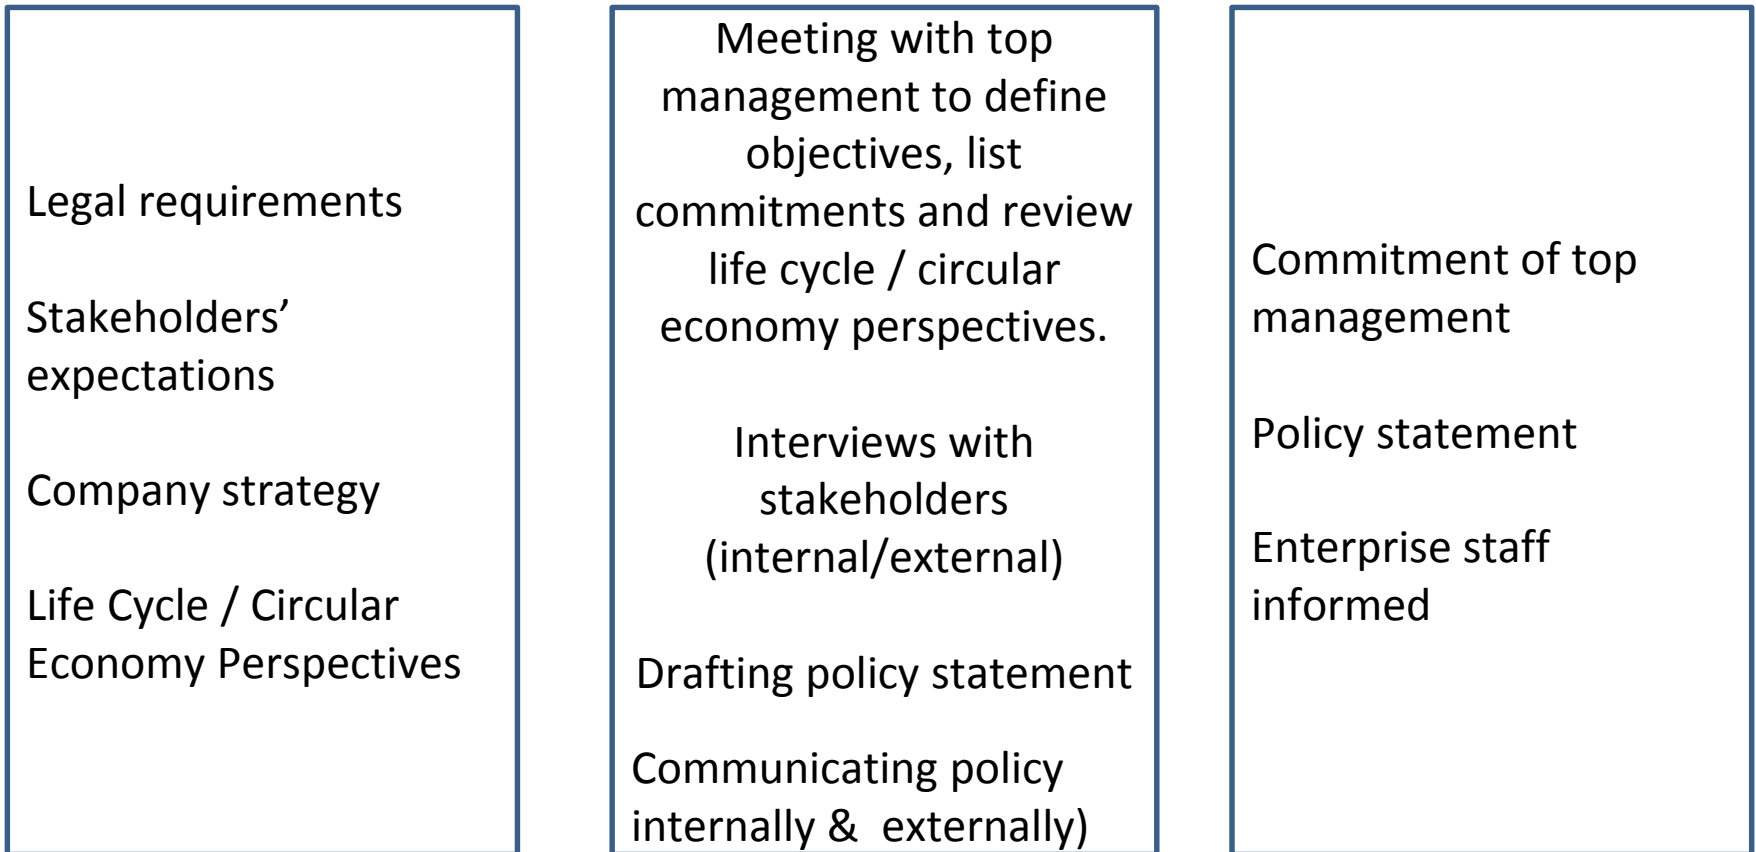 Legal requirements
Stakeholders’
expectations
Company strategy
Life Cycle / Circular
Economy Perspectives
Meeting with top
management to define
objectives, list
commitments and review
life cycle / circular
economy perspectives.
Interviews with
stakeholders
(internal/external)
Drafting policy statement
Communicating policy
internally &  externally)
Commitment of top
management
Policy statement
Enterprise staff
informed